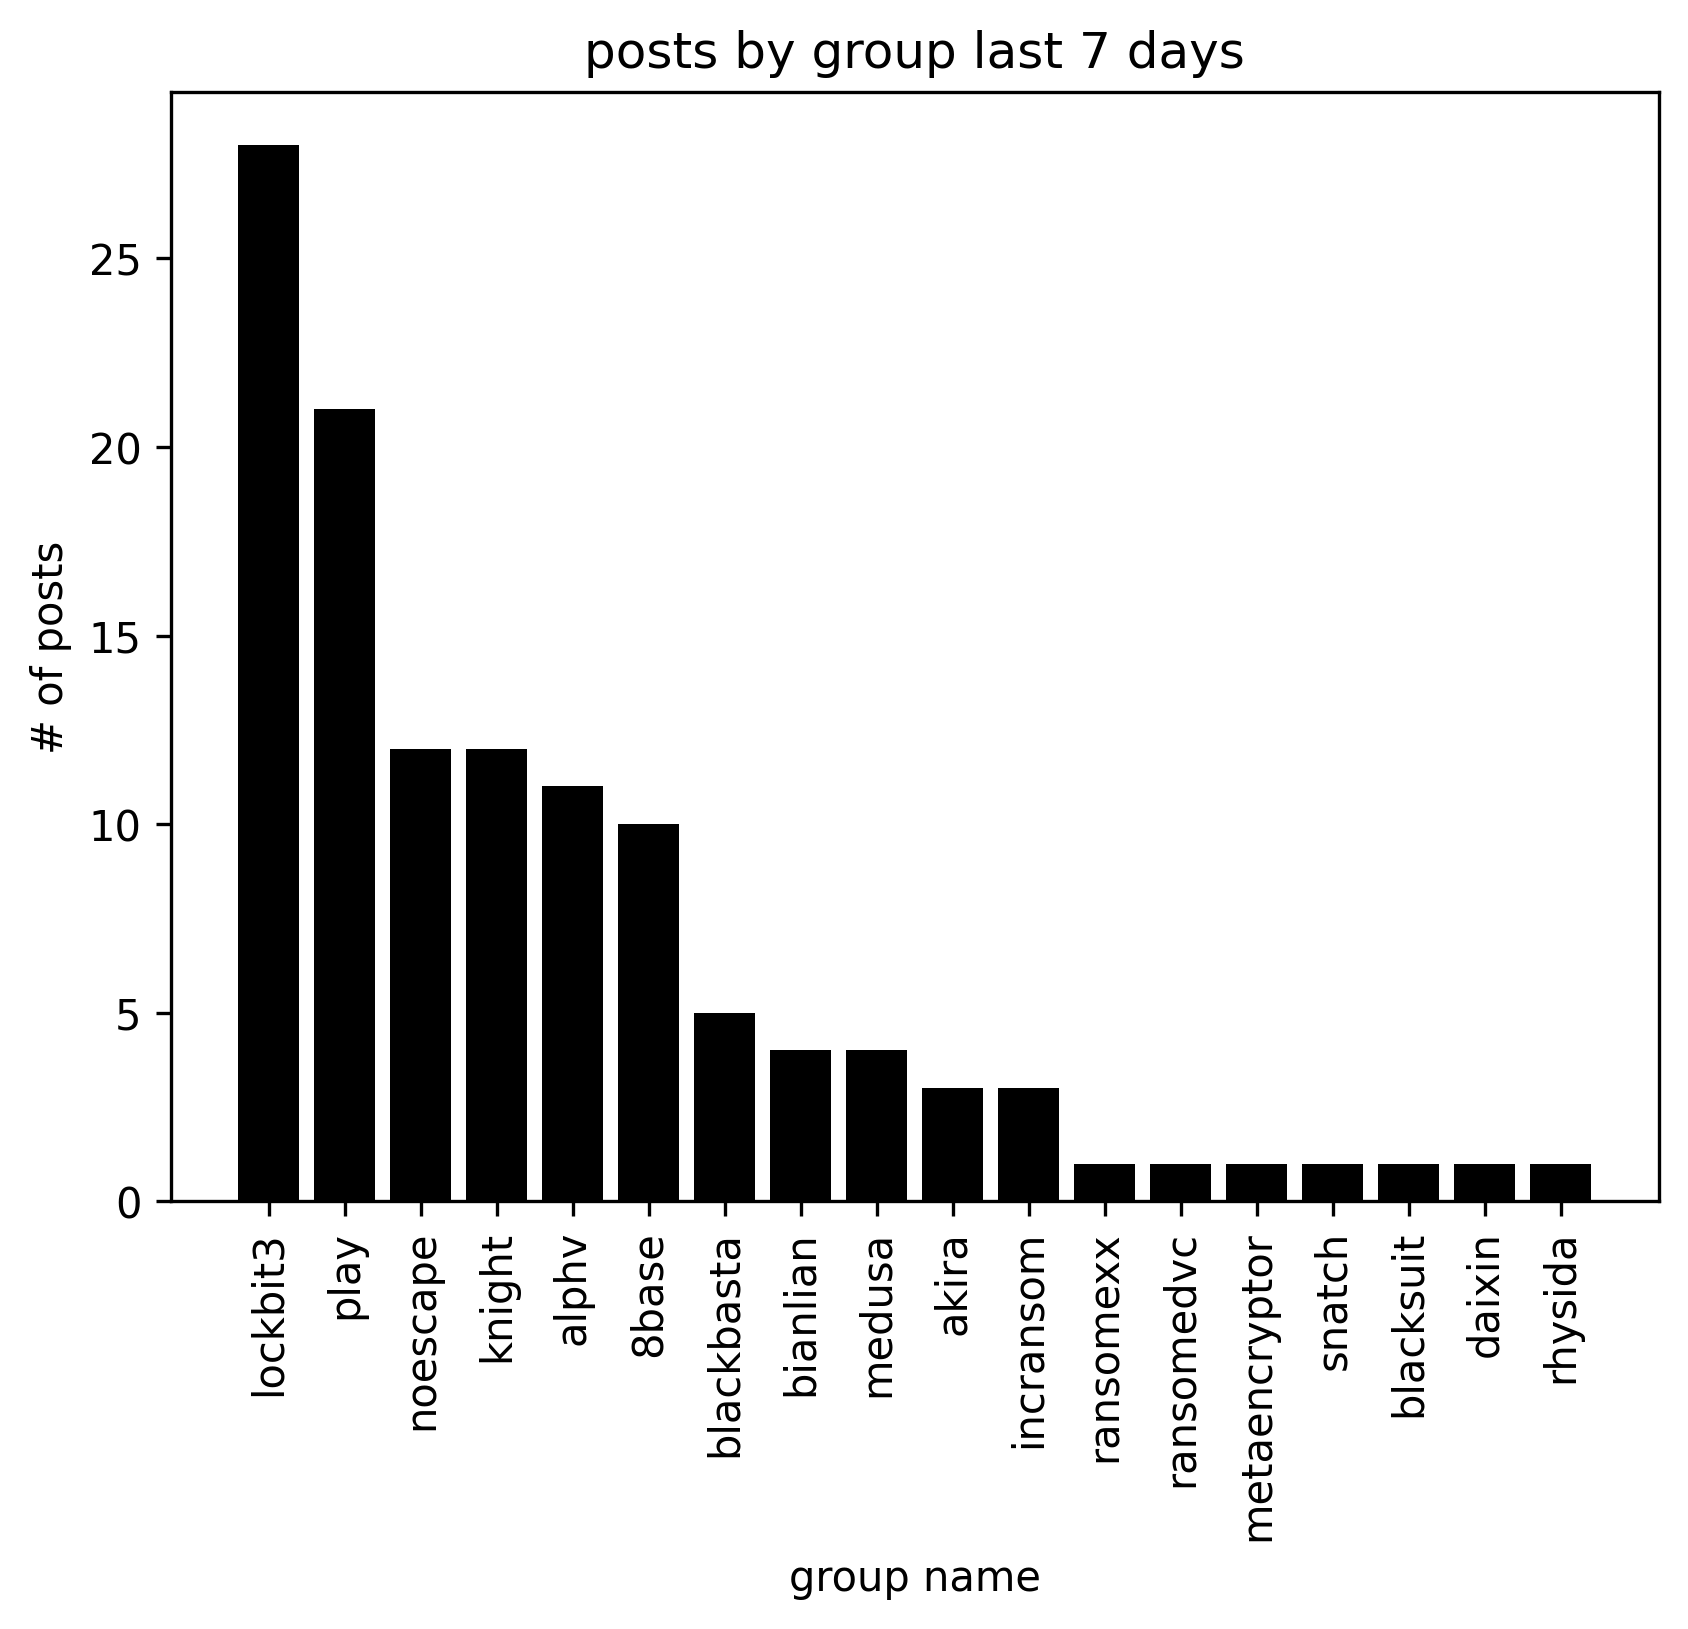 posts by group last 7 days
# of posts
25
20
15
10
5
0
lockbit3
play
noescape
knight
alphv
8base
blackbasta
bianlian
medusa
akira
incransom
ransomexx
ransomedvc
metaencryptor
snatch
blacksuit
daixin
rhysida
group name